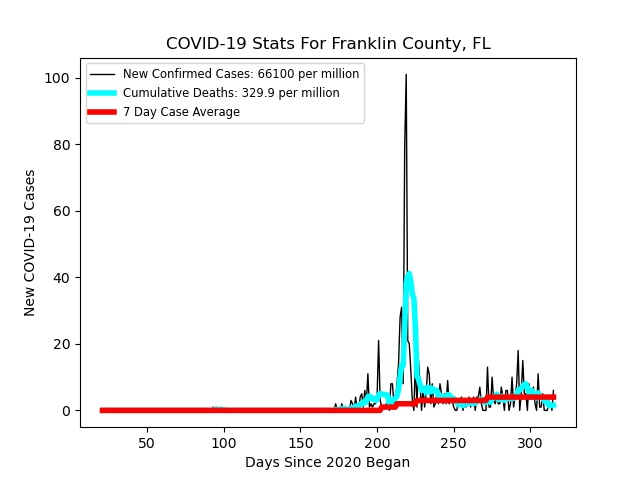 COVID-19 Stats For Franklin County, FL
New Confirmed Cases: 66100 per million
Cumulative Deaths: 329.9 per million
7 Day Case Average
New COVID-19 Cases
100
80
60
40
20
0
50 100 150 200 250 300
Days Since 2020 Began